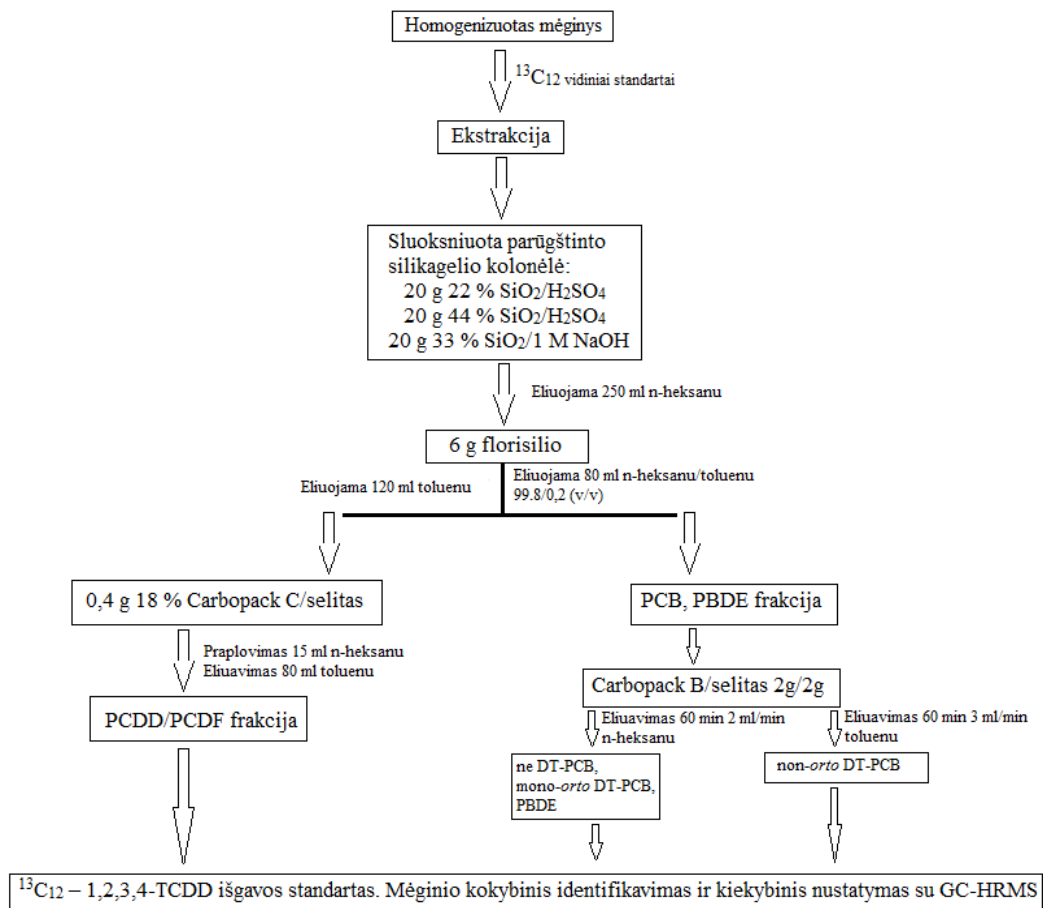 Homogenizuotas mėginys
¹³C₁₂ vidiniai standartai
Ekstrakcija
Sluoksniuota parūgštinto
silikagelio kolonėlė:
20 g 22 % SiO₂/H₂SO₄
20 g 44 % SiO₂/H₂SO₄
20 g 33 % SiO₂/1 M NaOH
Eliuojama 250 ml n-heksanu
6 g florisilio
Eliuojama 120 ml toluenu
Eliuojama 80 ml n-heksanu/toluenu
99.8/0,2 (v/v)
0,4 g 18 % Carbopack C/selitas
Praplovimas 15 ml n-heksanu
Eliuavimas 80 ml toluenu
PCDD/PCDF frakcija
PCB, PBDE frakcija
Carbopack B/selitas 2g/2g
Eliuavimas 60 min 2 ml/min
n-heksanu
Eliuavimas 60 min 3 ml/min
toluenu
ne DT-PCB,
mono-orto DT-PCB,
PBDE
non-orto DT-PCB
¹³C₁₂ – 1,2,3,4-TCDD išgavos standartas. Mėginio kokybinis identifikavimas ir kiekybinis nustatymas su GC-HRMS